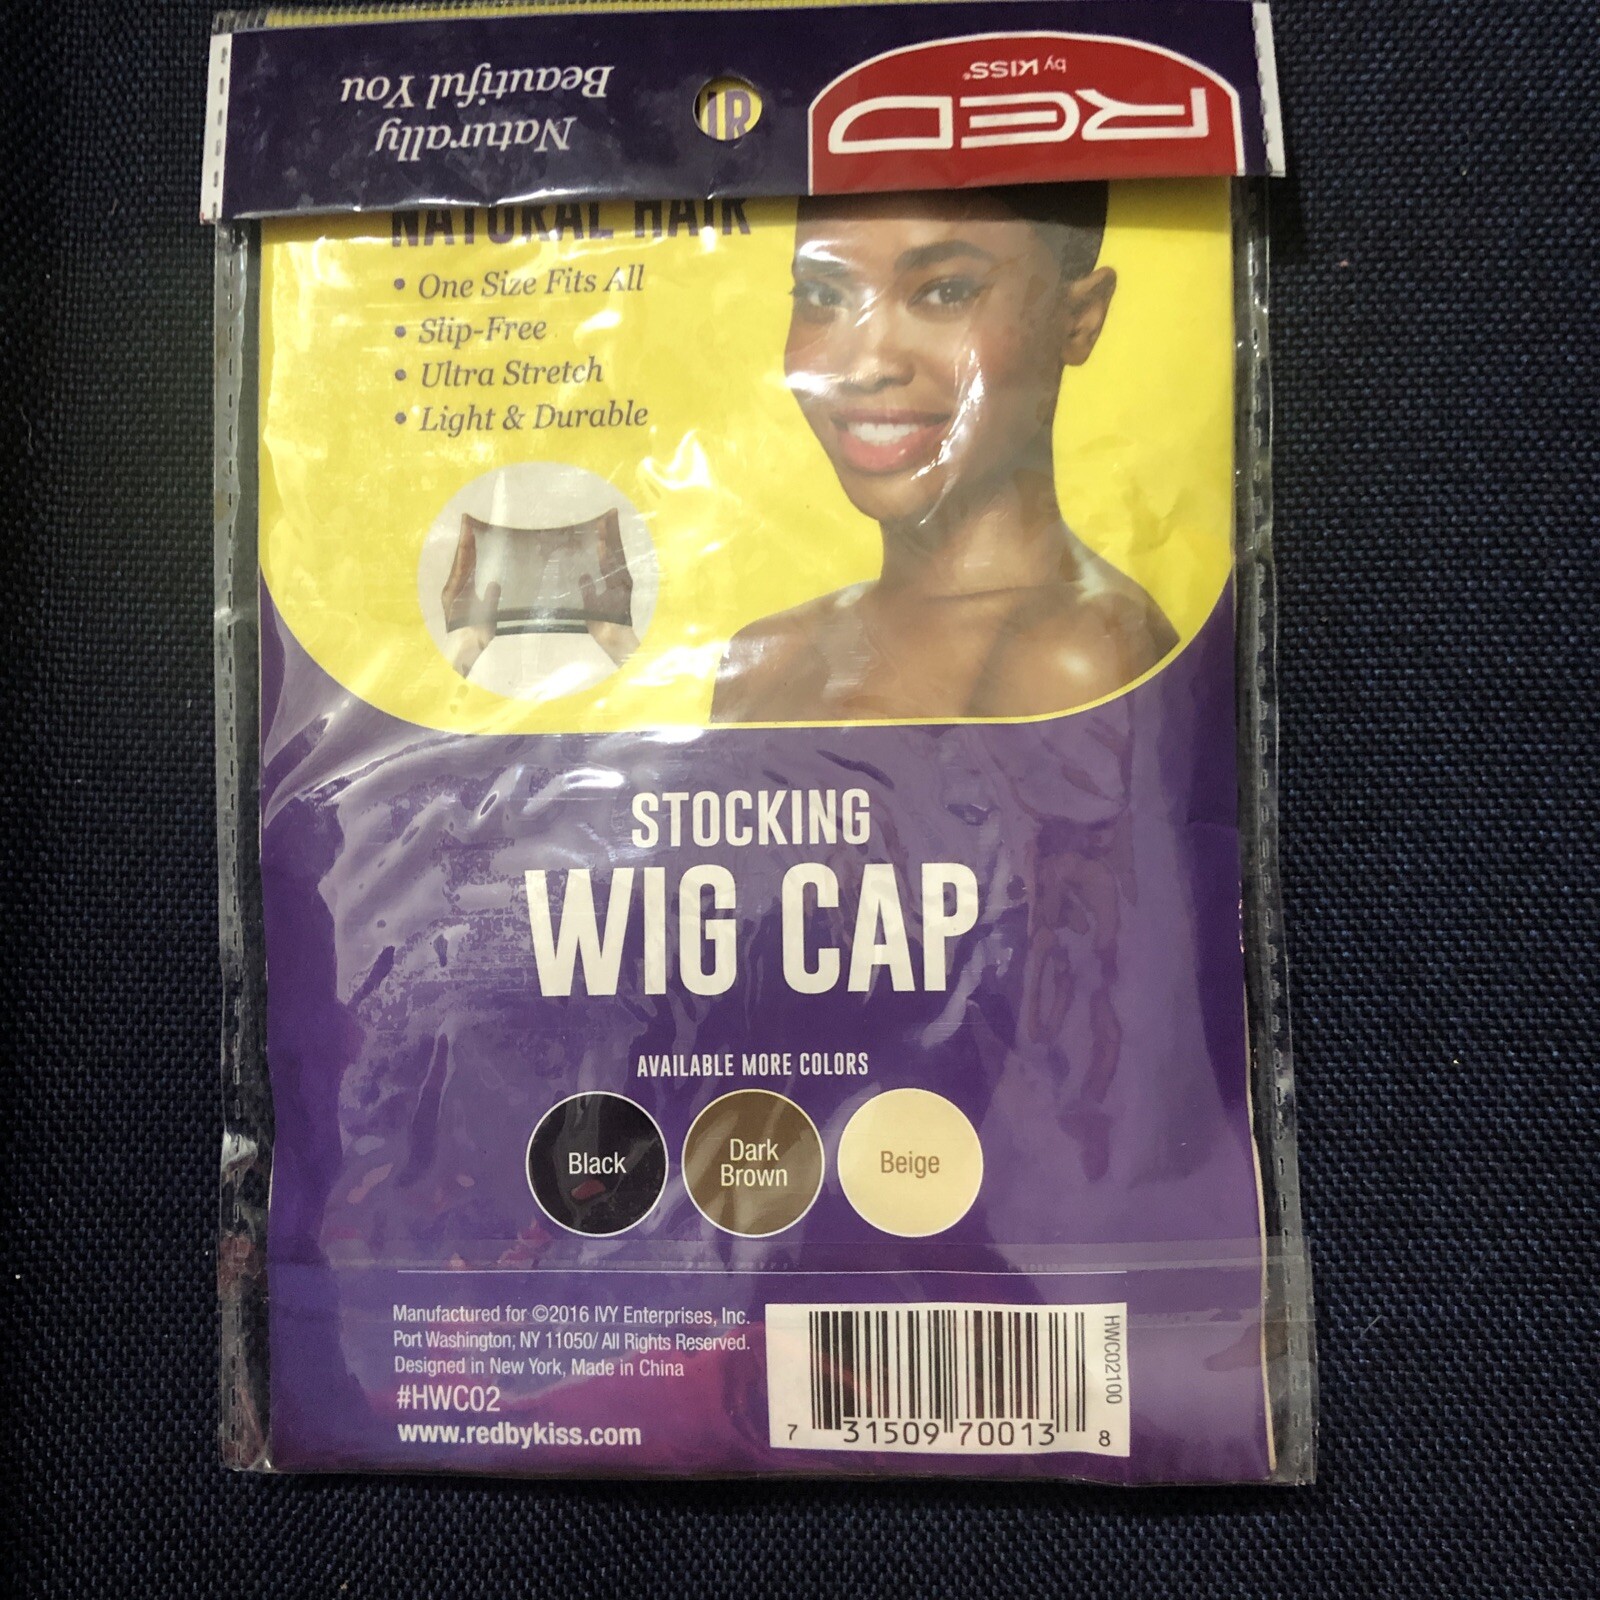 Naturally
Beautiful You
RED
by KISS®
IR
NATURAL HAIR
• One Size Fits All
• Slip-Free
• Ultra Stretch
• Light & Durable
STOCKING
WIG CAP
AVAILABLE MORE COLORS
Black
Dark
Brown
Beige
Manufactured for ©2016 IVY Enterprises, Inc.
Port Washington, NY 11050/ All Rights Reserved.
Designed in New York, Made in China
#HWC02
www.redbykiss.com
HWC02100
7 31509 70013 8